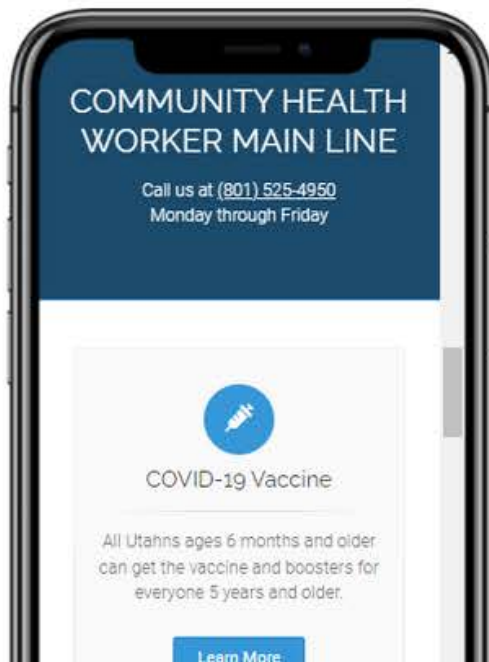 COMMUNITY HEALTH
WORKER MAIN LINE
Call us at (801) 525-4950
Monday through Friday
COVID-19 Vaccine
All Utahns ages 6 months and older
can get the vaccine and boosters for
everyone 5 years and older.
Learn More